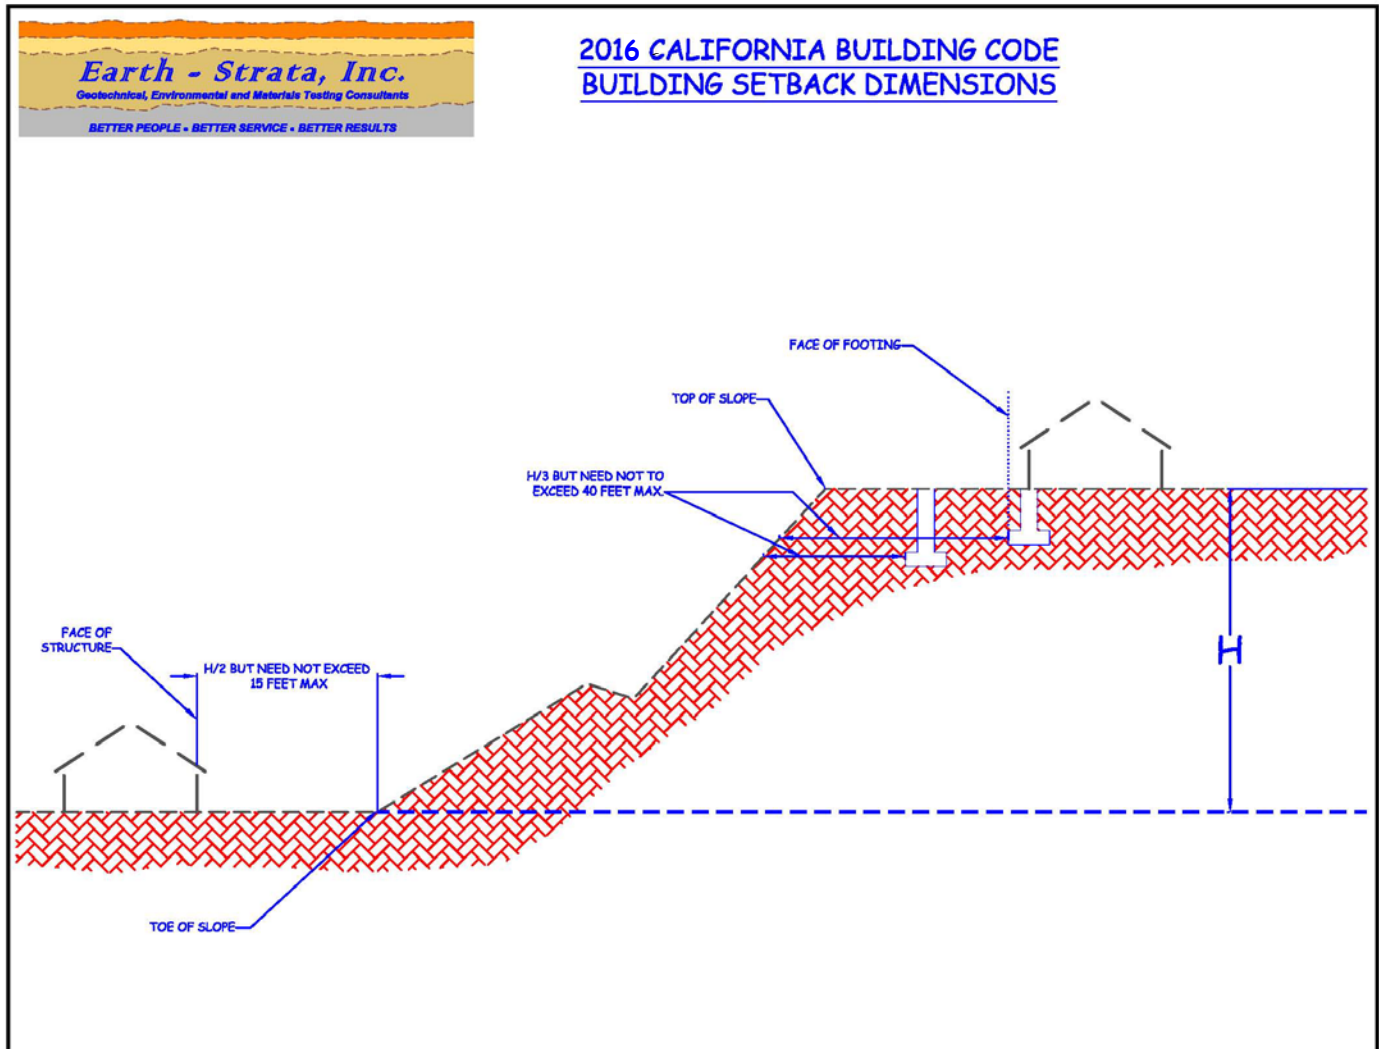 Earth - Strata, Inc.
Geotechnical, Environmental and Materials Testing Consultants
BETTER PEOPLE • BETTER SERVICE • BETTER RESULTS
2016 CALIFORNIA BUILDING CODE
BUILDING SETBACK DIMENSIONS
FACE OF FOOTING
TOP OF SLOPE
H/3 BUT NEED NOT TO
EXCEED 40 FEET MAX.
FACE OF
STRUCTURE
H/2 BUT NEED NOT EXCEED
15 FEET MAX
H
TOE OF SLOPE